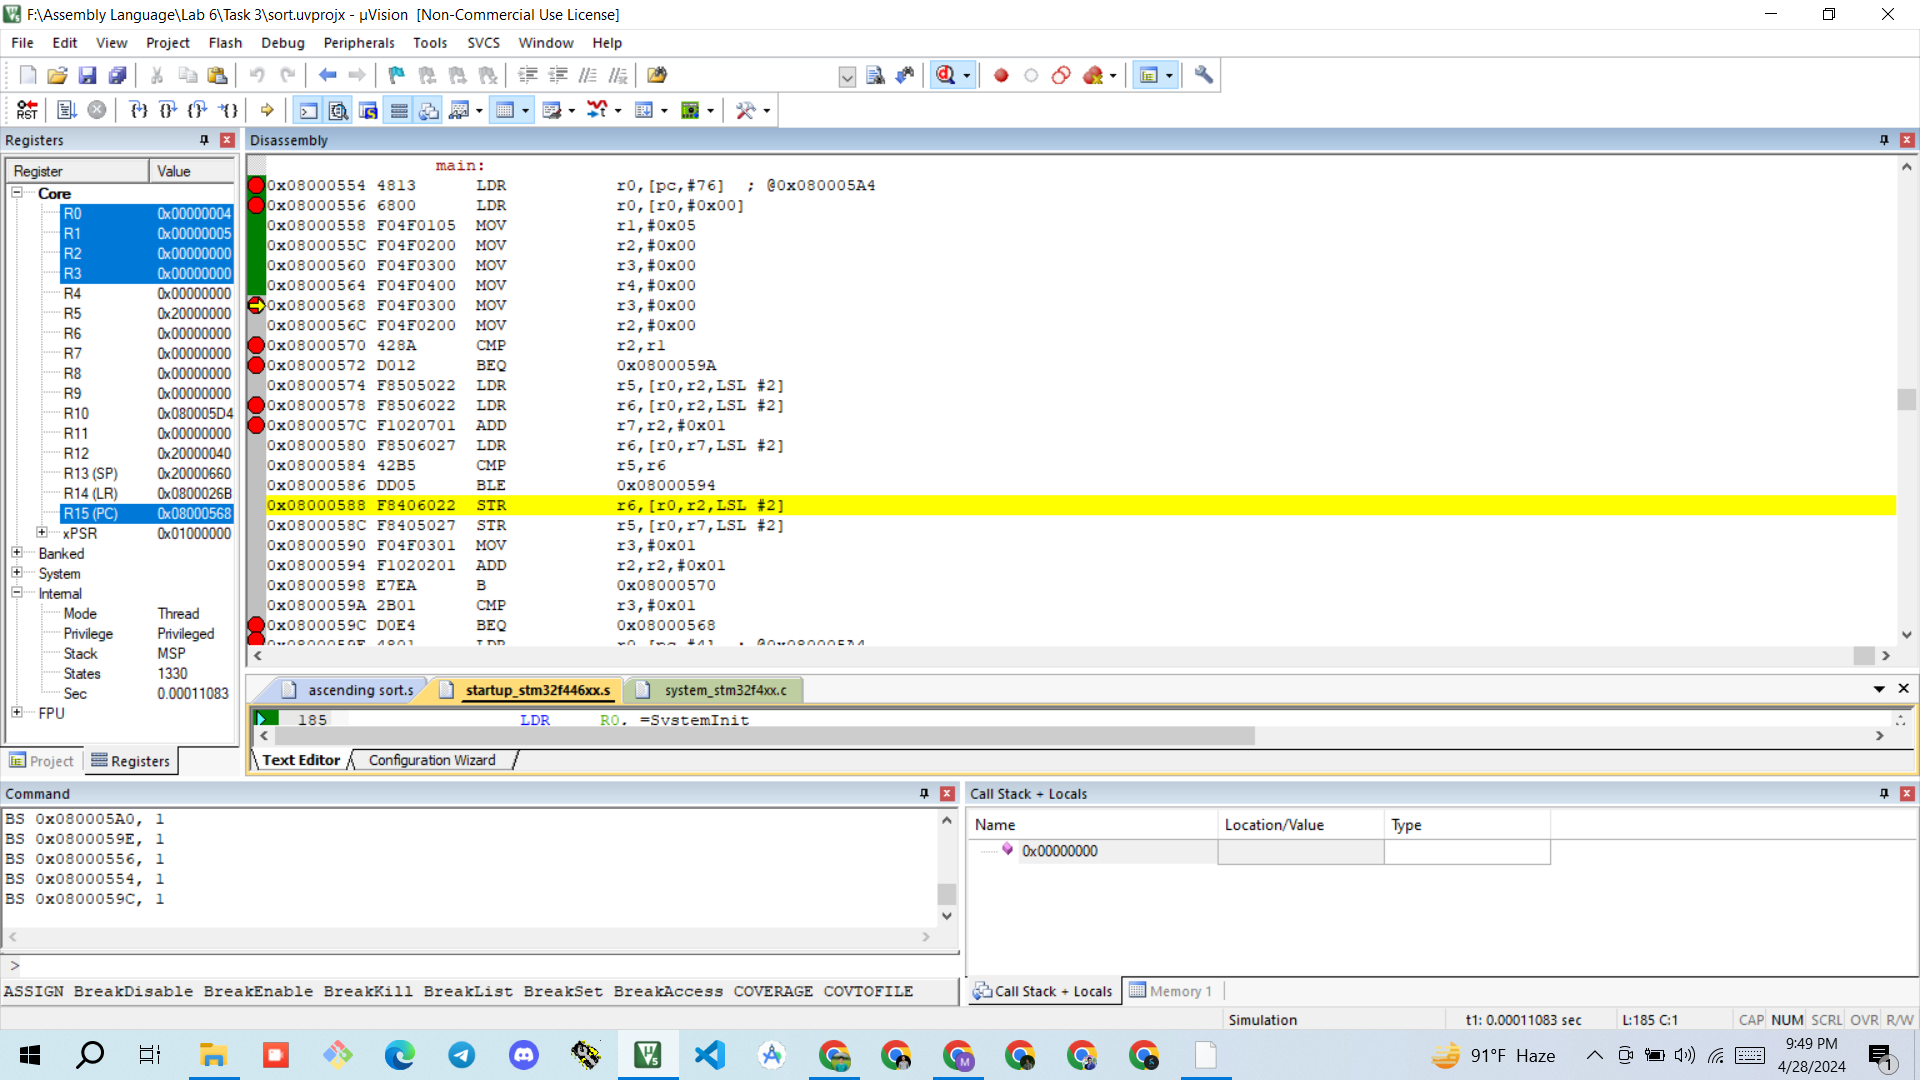 F:\Assembly Language\Lab 6\Task 3\sort.uvprojx - µVision [Non-Commercial Use License]
File Edit View Project Flash Debug Peripherals Tools SVCS Window Help
RST
Registers
Register Value
Core
R0 0x00000004
R1 0x00000005
R2 0x00000000
R3 0x00000000
R4 0x00000000
R5 0x20000000
R6 0x00000000
R7 0x00000000
R8 0x00000000
R9 0x00000000
R10 0x080005D4
R11 0x00000000
R12 0x20000040
R13 (SP) 0x20000660
R14 (LR) 0x0800026B
R15 (PC) 0x08000568
xPSR 0x01000000
Banked
System
Internal
Mode Thread
Privilege Privileged
Stack MSP
States 1330
Sec 0.00011083
FPU
Project Registers
Disassembly
main:
0x08000554 4813 LDR r0,[pc,#76] ; @0x080005A4
0x08000556 6800 LDR r0,[r0,#0x00]
0x08000558 F04F0105 MOV r1,#0x05
0x0800055C F04F0200 MOV r2,#0x00
0x08000560 F04F0300 MOV r3,#0x00
0x08000564 F04F0400 MOV r4,#0x00
0x08000568 F04F0300 MOV r3,#0x00
0x0800056C F04F0200 MOV r2,#0x00
0x08000570 428A CMP r2,r1
0x08000572 D012 BEQ 0x0800059A
0x08000574 F8505022 LDR r5,[r0,r2,LSL #2]
0x08000578 F8506022 LDR r6,[r0,r2,LSL #2]
0x0800057C F1020701 ADD r7,r2,#0x01
0x08000580 F8506027 LDR r6,[r0,r7,LSL #2]
0x08000584 42B5 CMP r5,r6
0x08000586 DD05 BLE 0x08000594
0x08000588 F8406022 STR r6,[r0,r2,LSL #2]
0x0800058C F8405027 STR r5,[r0,r7,LSL #2]
0x08000590 F04F0301 MOV r3,#0x01
0x08000594 F1020201 ADD r2,r2,#0x01
0x08000598 E7EA B 0x08000570
0x0800059A 2B01 CMP r3,#0x01
0x0800059C D0E4 BEQ 0x08000568
0x0800059E 4801 LDR r0,[pc,#4] ; @0x080005A4
ascending sort.s startup_stm32f446xx.s system_stm32f4xx.c
185 LDR R0, =SystemInit
Text Editor Configuration Wizard
Command
BS 0x080005A0, 1
BS 0x0800059E, 1
BS 0x08000556, 1
BS 0x08000554, 1
BS 0x0800059C, 1
>
ASSIGN BreakDisable BreakEnable BreakKill BreakList BreakSet BreakAccess COVERAGE COVTOFILE
Call Stack + Locals
Name Location/Value Type
0x00000000
Call Stack + Locals Memory 1
Simulation t1: 0.00011083 sec L:185 C:1 CAP NUM SCRL OVR R/W
91°F Haze
9:49 PM
4/28/2024
1